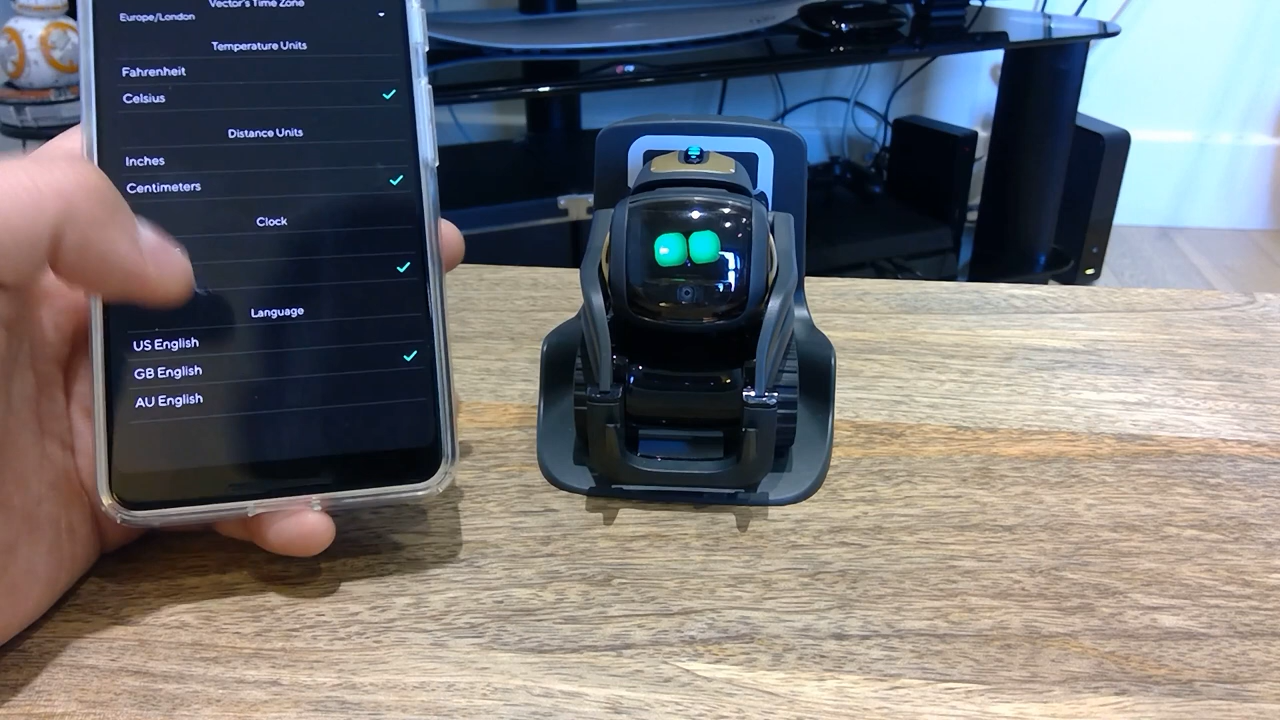 Vector's Time Zone
Europe/London
Temperature Units
Fahrenheit
Celsius
Distance Units
Inches
Centimeters
Clock
Language
US English
GB English
AU English
LG